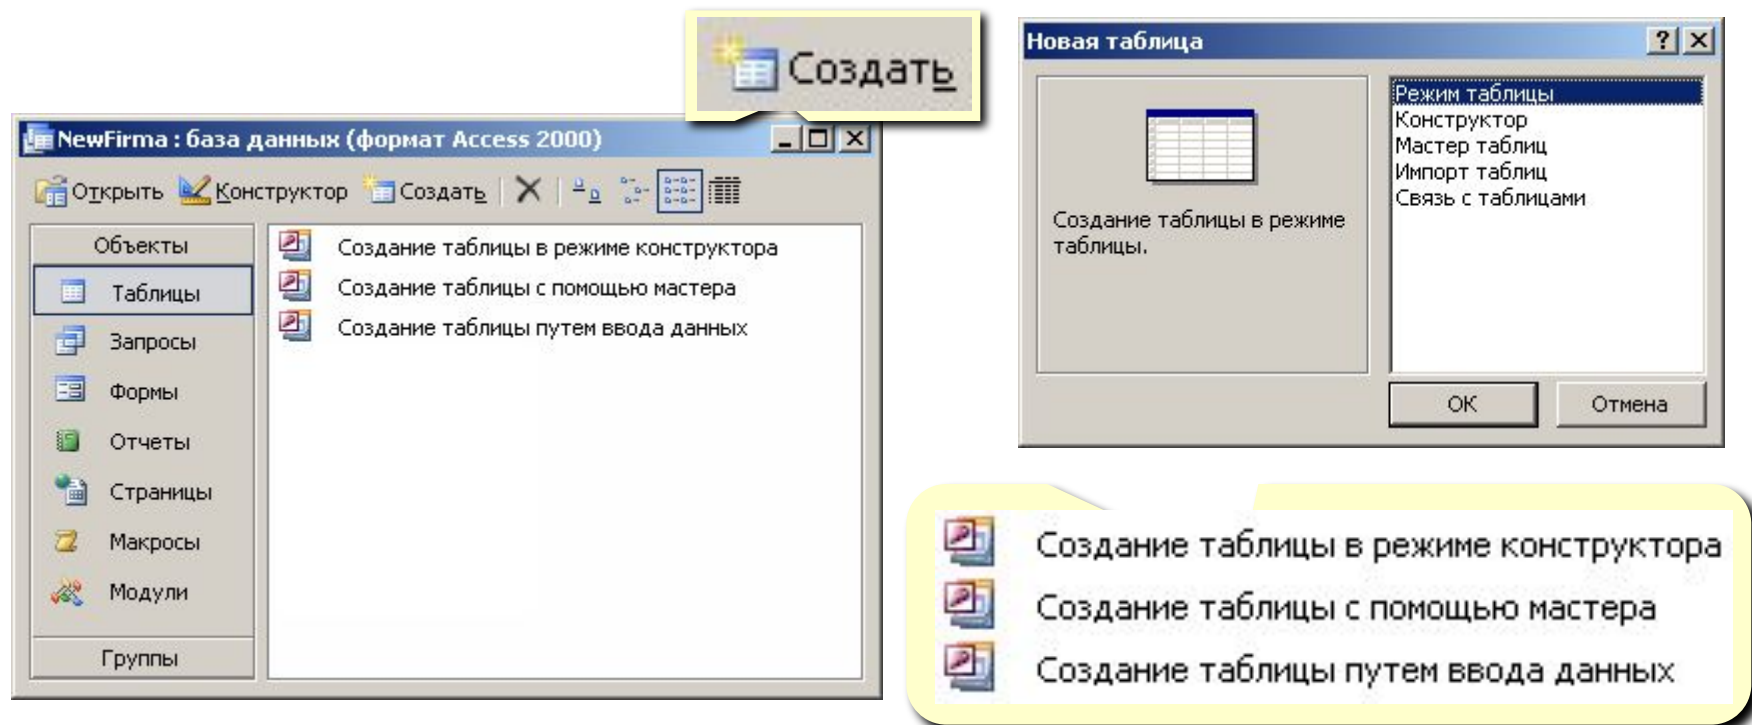 Создать
NewFirma : база данных (формат Access 2000)
Открыть Конструктор Создать
Объекты
Таблицы
Запросы
Формы
Отчеты
Страницы
Макросы
Модули
Группы
Создание таблицы в режиме конструктора
Создание таблицы с помощью мастера
Создание таблицы путем ввода данных
Новая таблица
Создание таблицы в режиме
таблицы.
Режим таблицы
Конструктор
Мастер таблиц
Импорт таблиц
Связь с таблицами
ОК Отмена
Создание таблицы в режиме конструктора
Создание таблицы с помощью мастера
Создание таблицы путем ввода данных